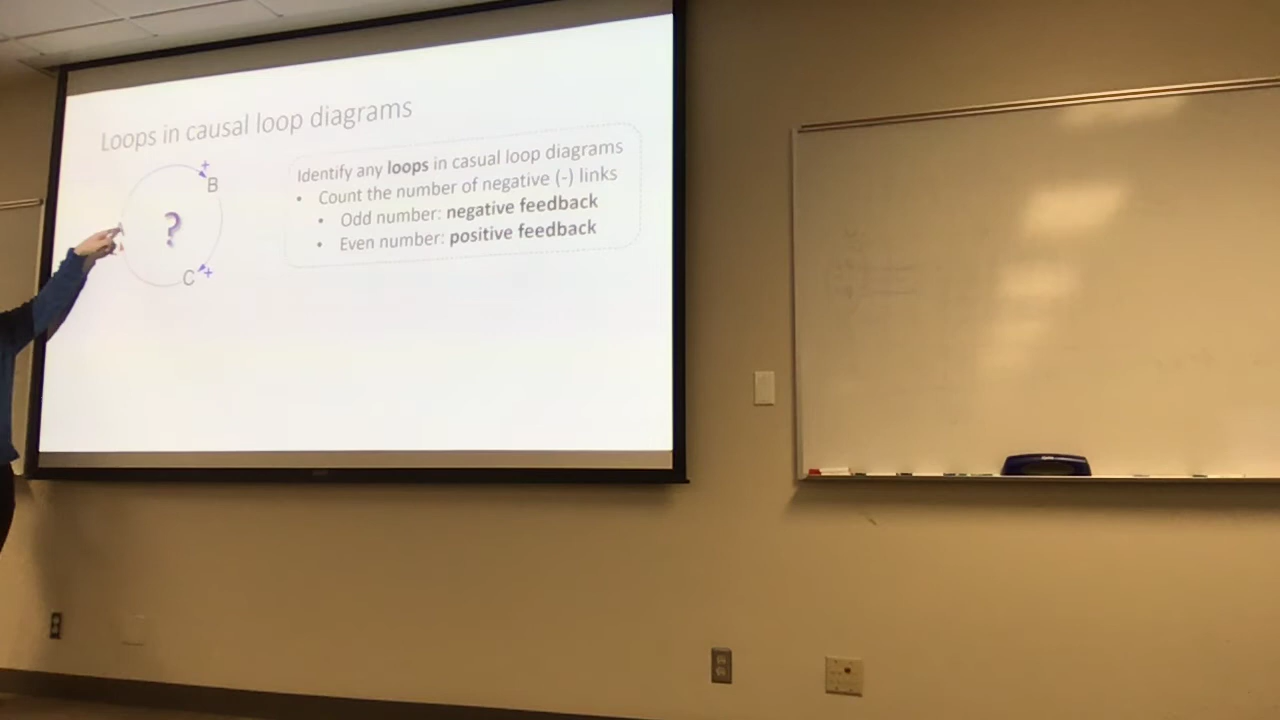 Loops in causal loop diagrams
Identify any loops in casual loop diagrams
• Count the number of negative (-) links
• Odd number: negative feedback
• Even number: positive feedback
+
B
?
C +